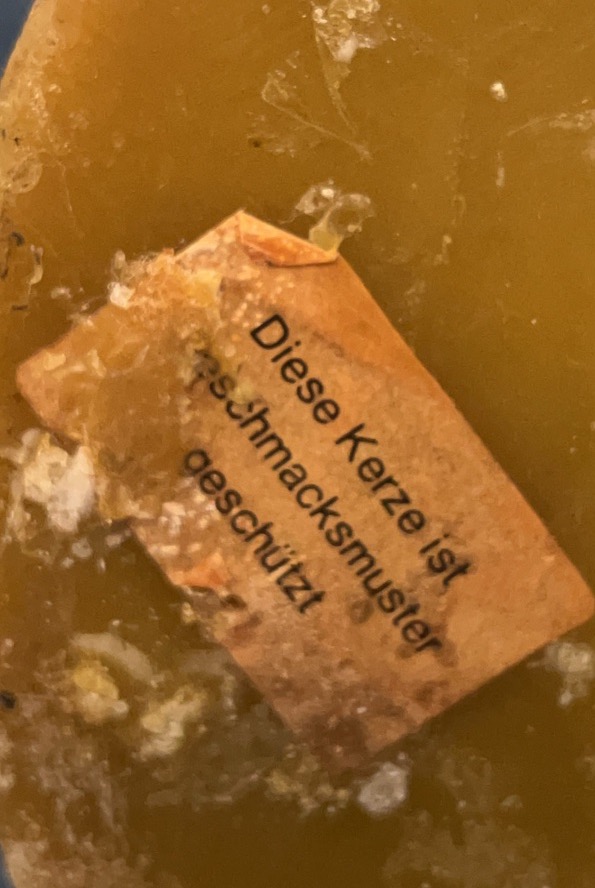 Diese Kerze ist
geschmacksmuster
geschützt